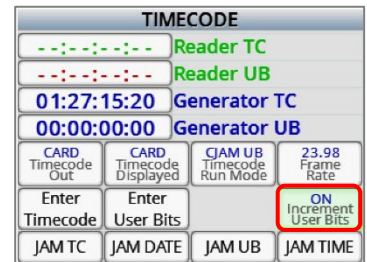 TIMECODE
--:--:--:-- Reader TC
--:--:--:-- Reader UB
01:27:15:20 Generator TC
00:00:00:00 Generator UB
CARD
Timecode
Out
CARD
Timecode
Displayed
CJAM UB
Timecode
Run Mode
23.98
Frame
Rate
Enter
Timecode
Enter
User Bits
ON
Increment
User Bits
JAM TC
JAM DATE
JAM UB
JAM TIME